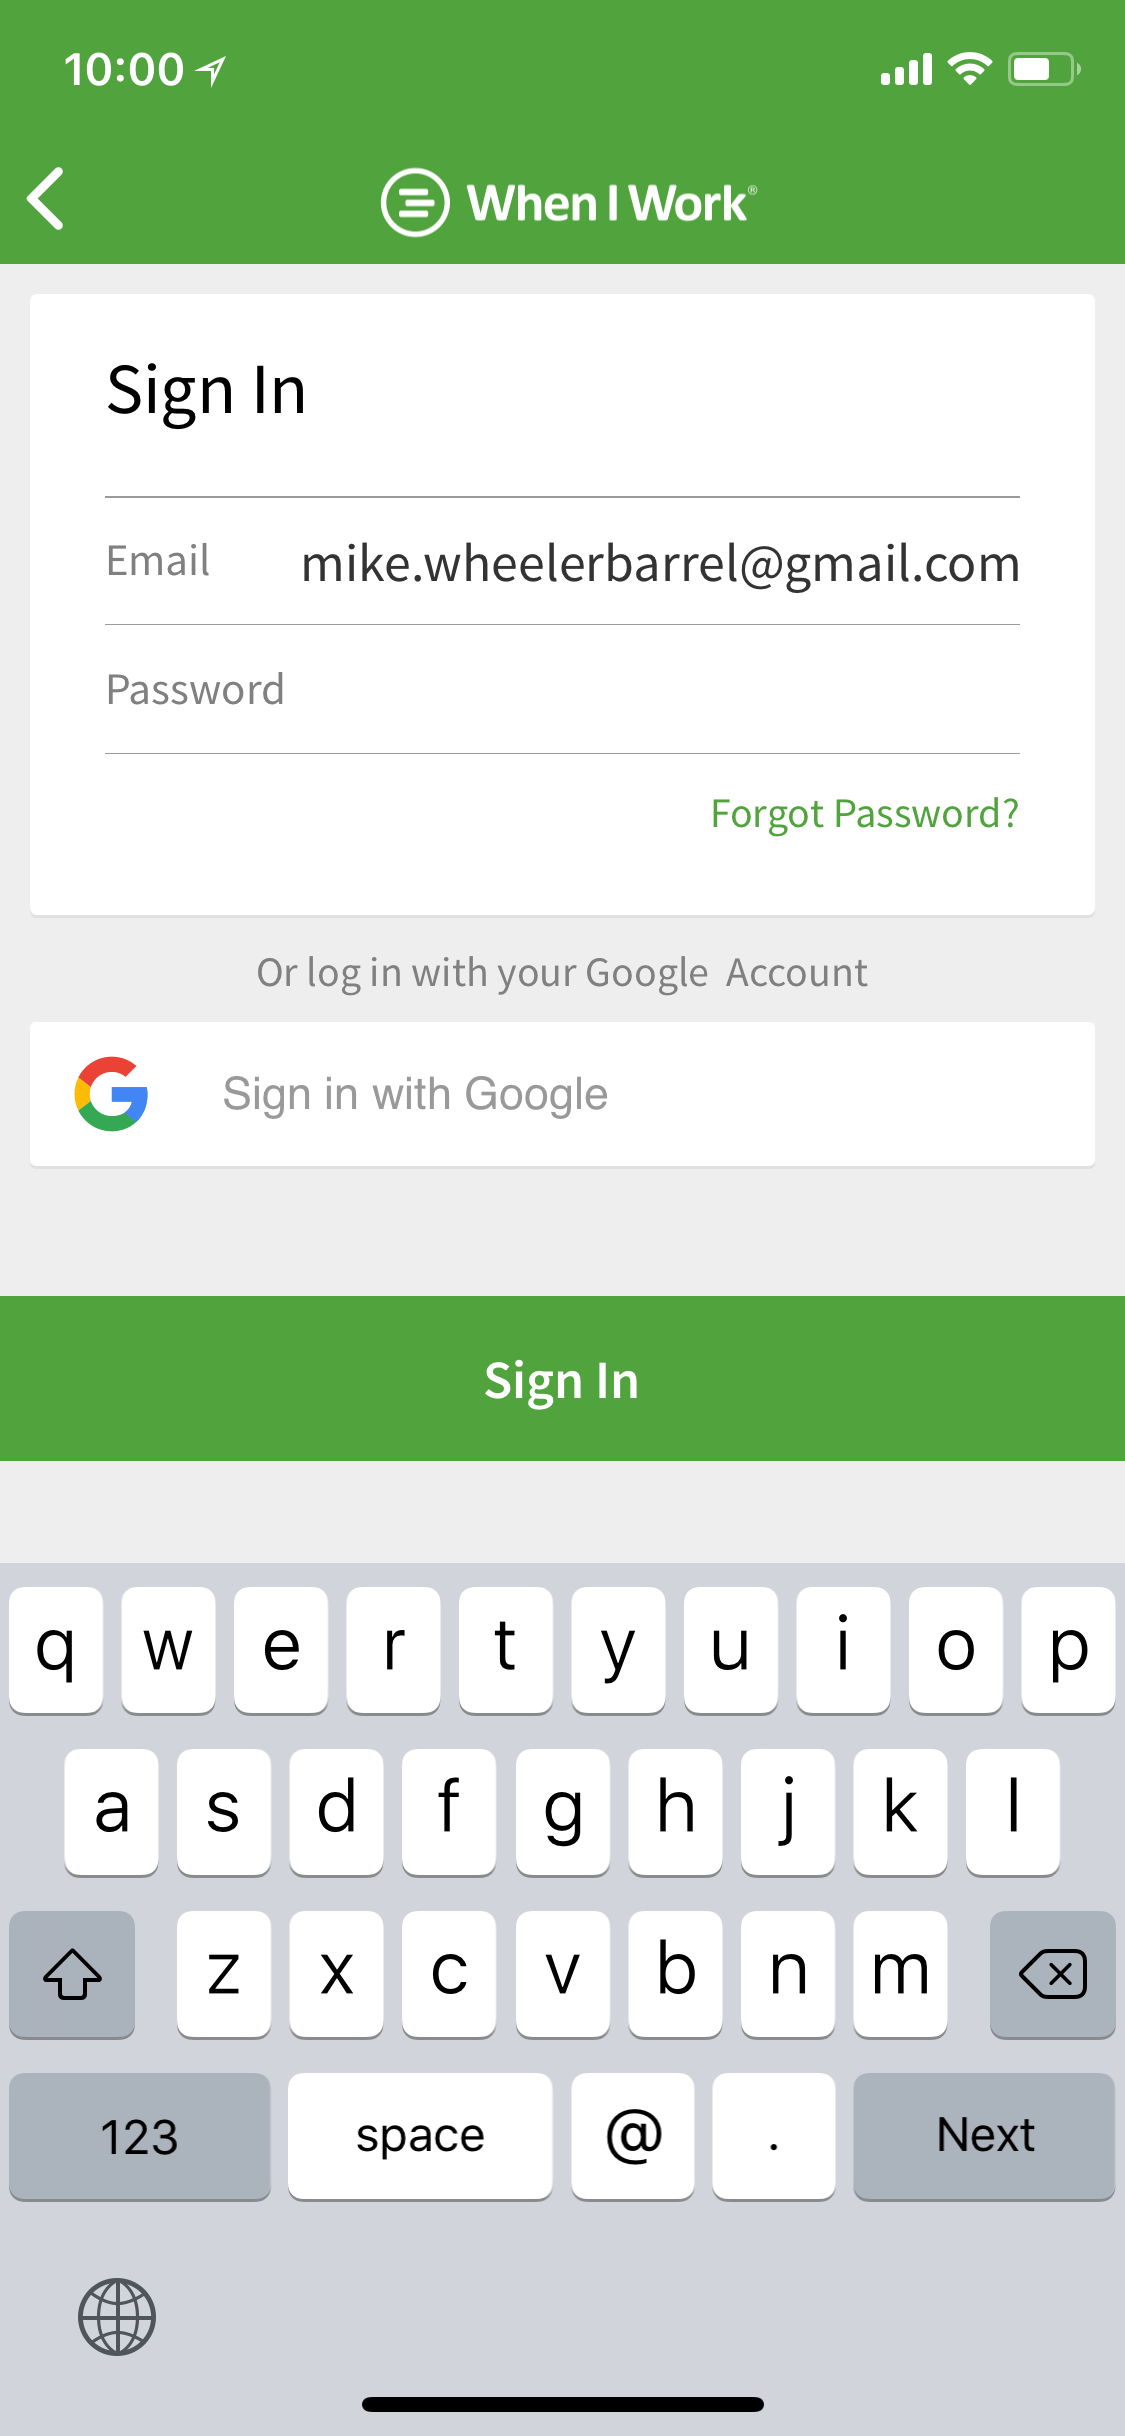 10:00
When I Work®
Sign In
Email mike.wheelerbarrel@gmail.com
Password
Forgot Password?
Or log in with your Google Account
Sign in with Google
Sign In
q w e r t y u i o p
a s d f g h j k l
z x c v b n m
123 space @ . Next